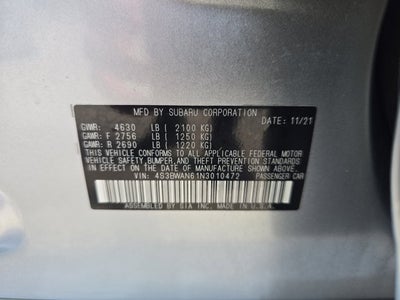 MFD BY SUBARU CORPORATION
DATE: 11/21
GVWR: 4630 LB ( 2100 KG)
GAWR: F 2756 LB ( 1250 KG)
GAWR: R 2690 LB ( 1220 KG)
THIS VEHICLE CONFORMS TO ALL APPLICABLE FEDERAL MOTOR
VEHICLE SAFETY,BUMPER,AND THEFT PREVENTION STANDARDS
IN EFFECT ON THE DATE OF MANUFACTURE SHOWN ABOVE.
VIN: 4S3BWAN61N3010472 PASSENGER CAR
BUILT AT SIA INC. MADE IN U.S.A